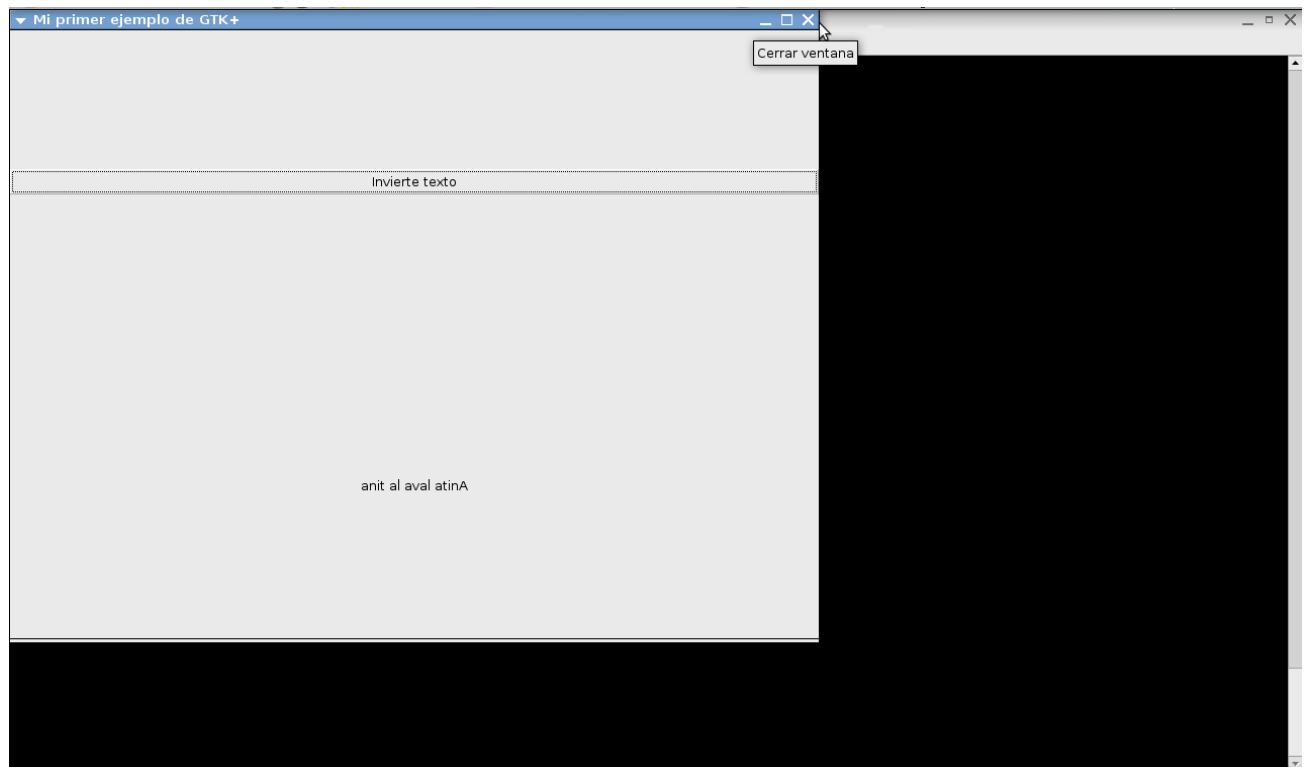 Mi primer ejemplo de GTK+
Cerrar ventana
Invierte texto
anit al aval atinA